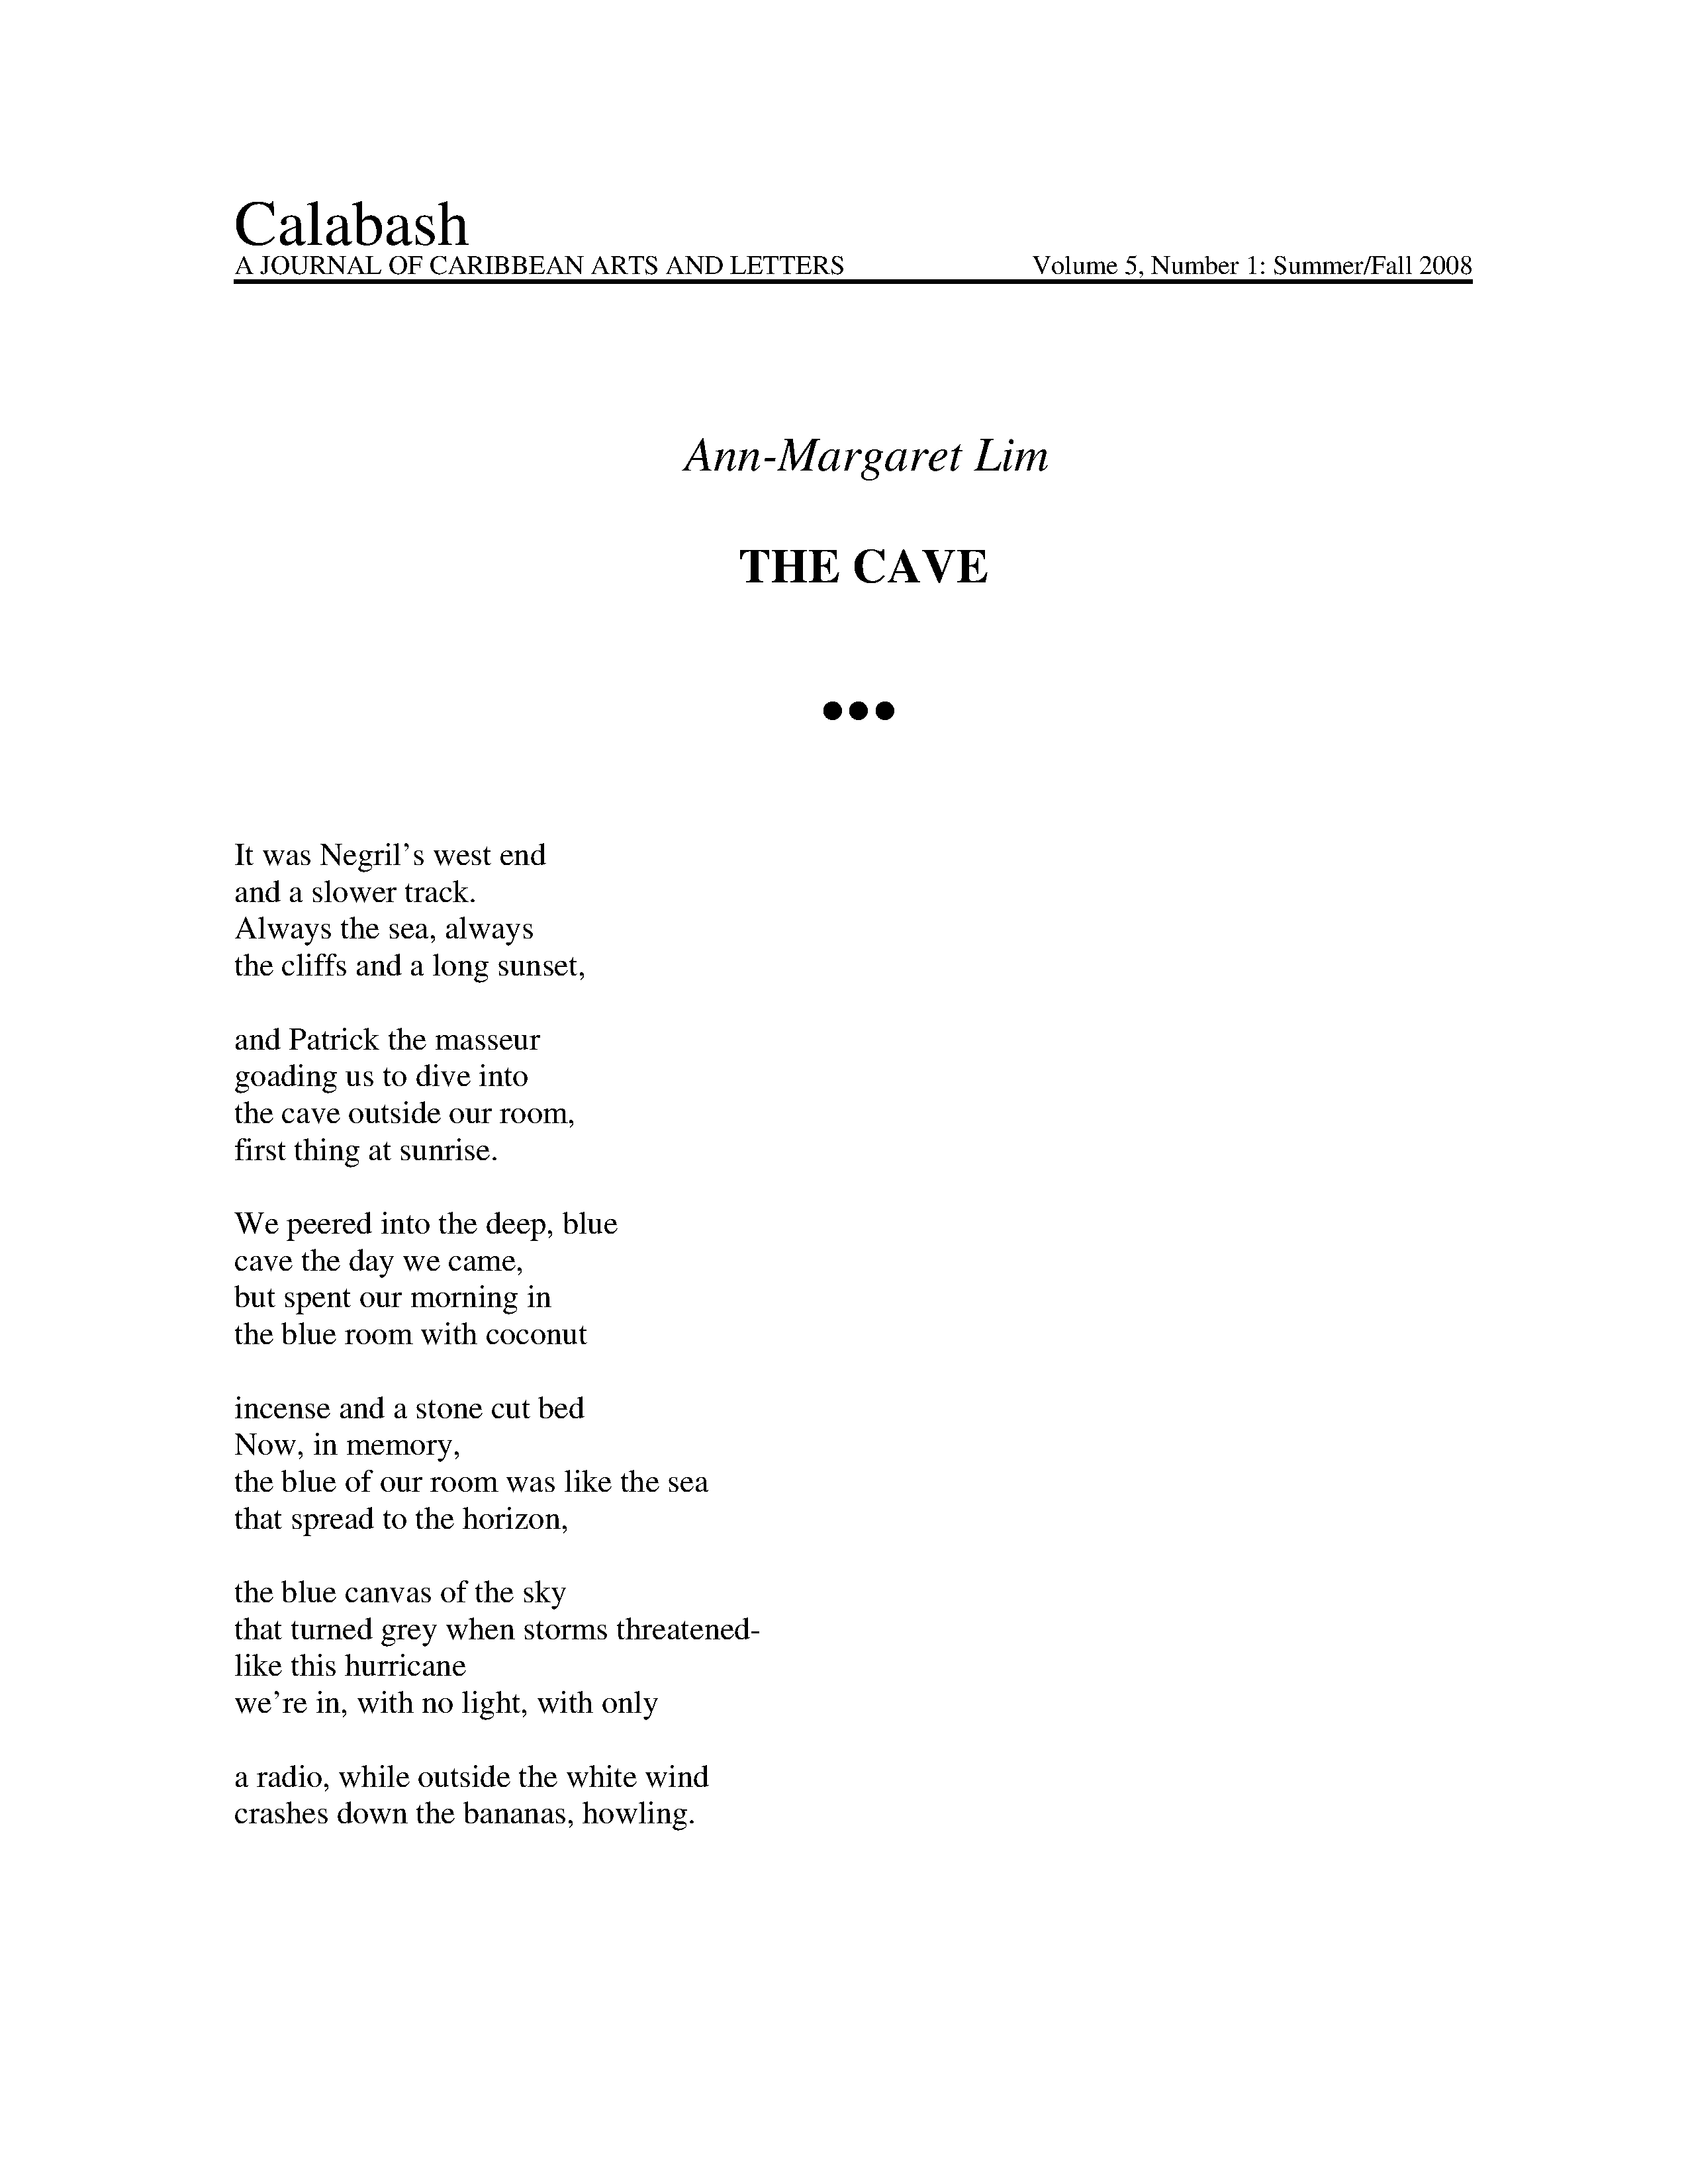 Calabash
A JOURNAL OF CARIBBEAN ARTS AND LETTERS Volume 5, Number 1: Summer/Fall 2008
Ann-Margaret Lim
THE CAVE
●●●
It was Negril’s west end
and a slower track.
Always the sea, always
the cliffs and a long sunset,
and Patrick the masseur
goading us to dive into
the cave outside our room,
first thing at sunrise.
We peered into the deep, blue
cave the day we came,
but spent our morning in
the blue room with coconut
incense and a stone cut bed
Now, in memory,
the blue of our room was like the sea
that spread to the horizon,
the blue canvas of the sky
that turned grey when storms threatened-
like this hurricane
we’re in, with no light, with only
a radio, while outside the white wind
crashes down the bananas, howling.